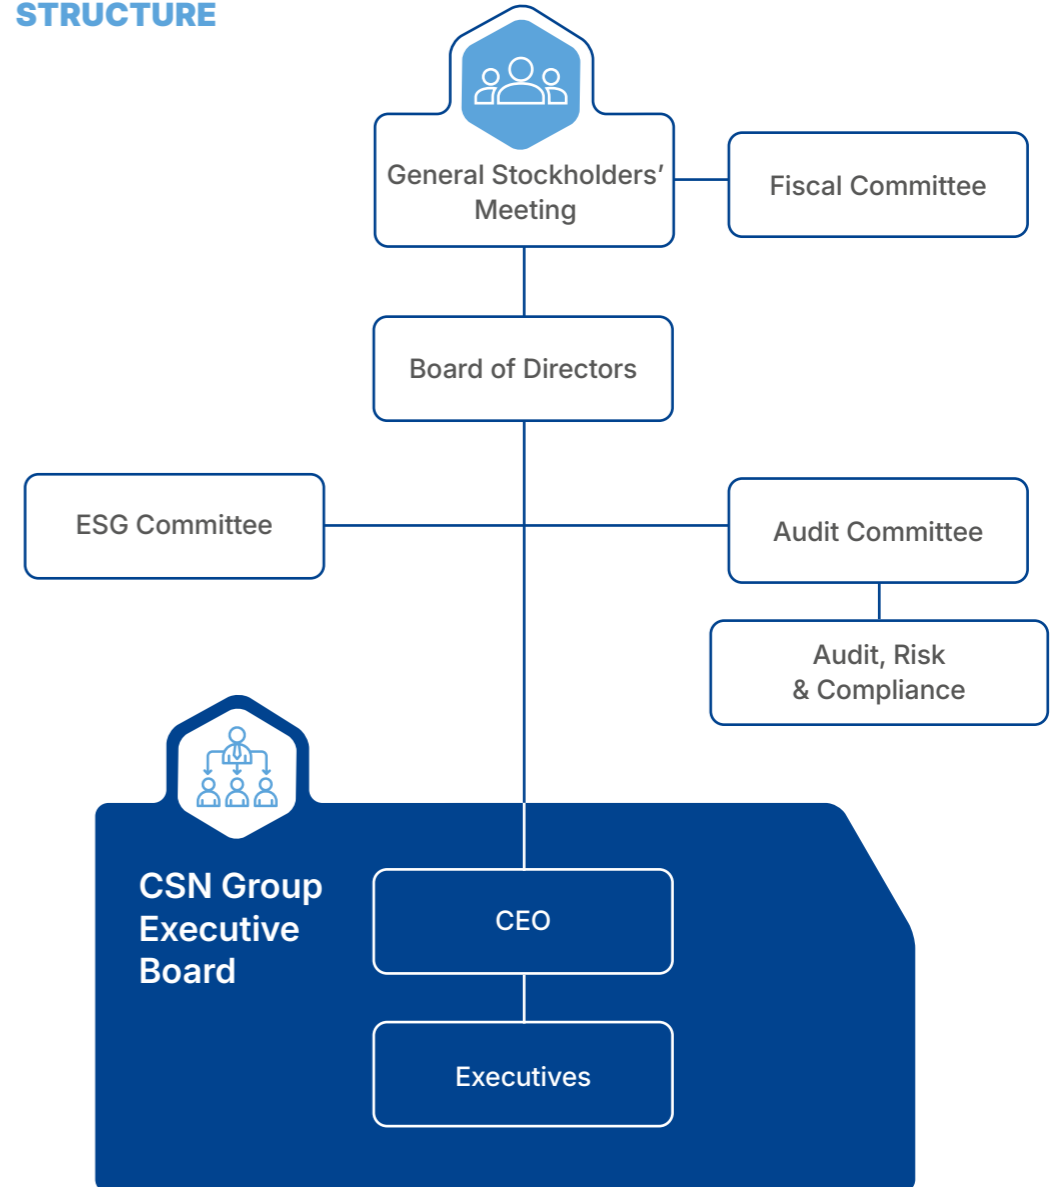 STRUCTURE
General Stockholders’
Meeting
Fiscal Committee
Board of Directors
ESG Committee
Audit Committee
Audit, Risk
& Compliance
CSN Group
Executive
Board
CEO
Executives